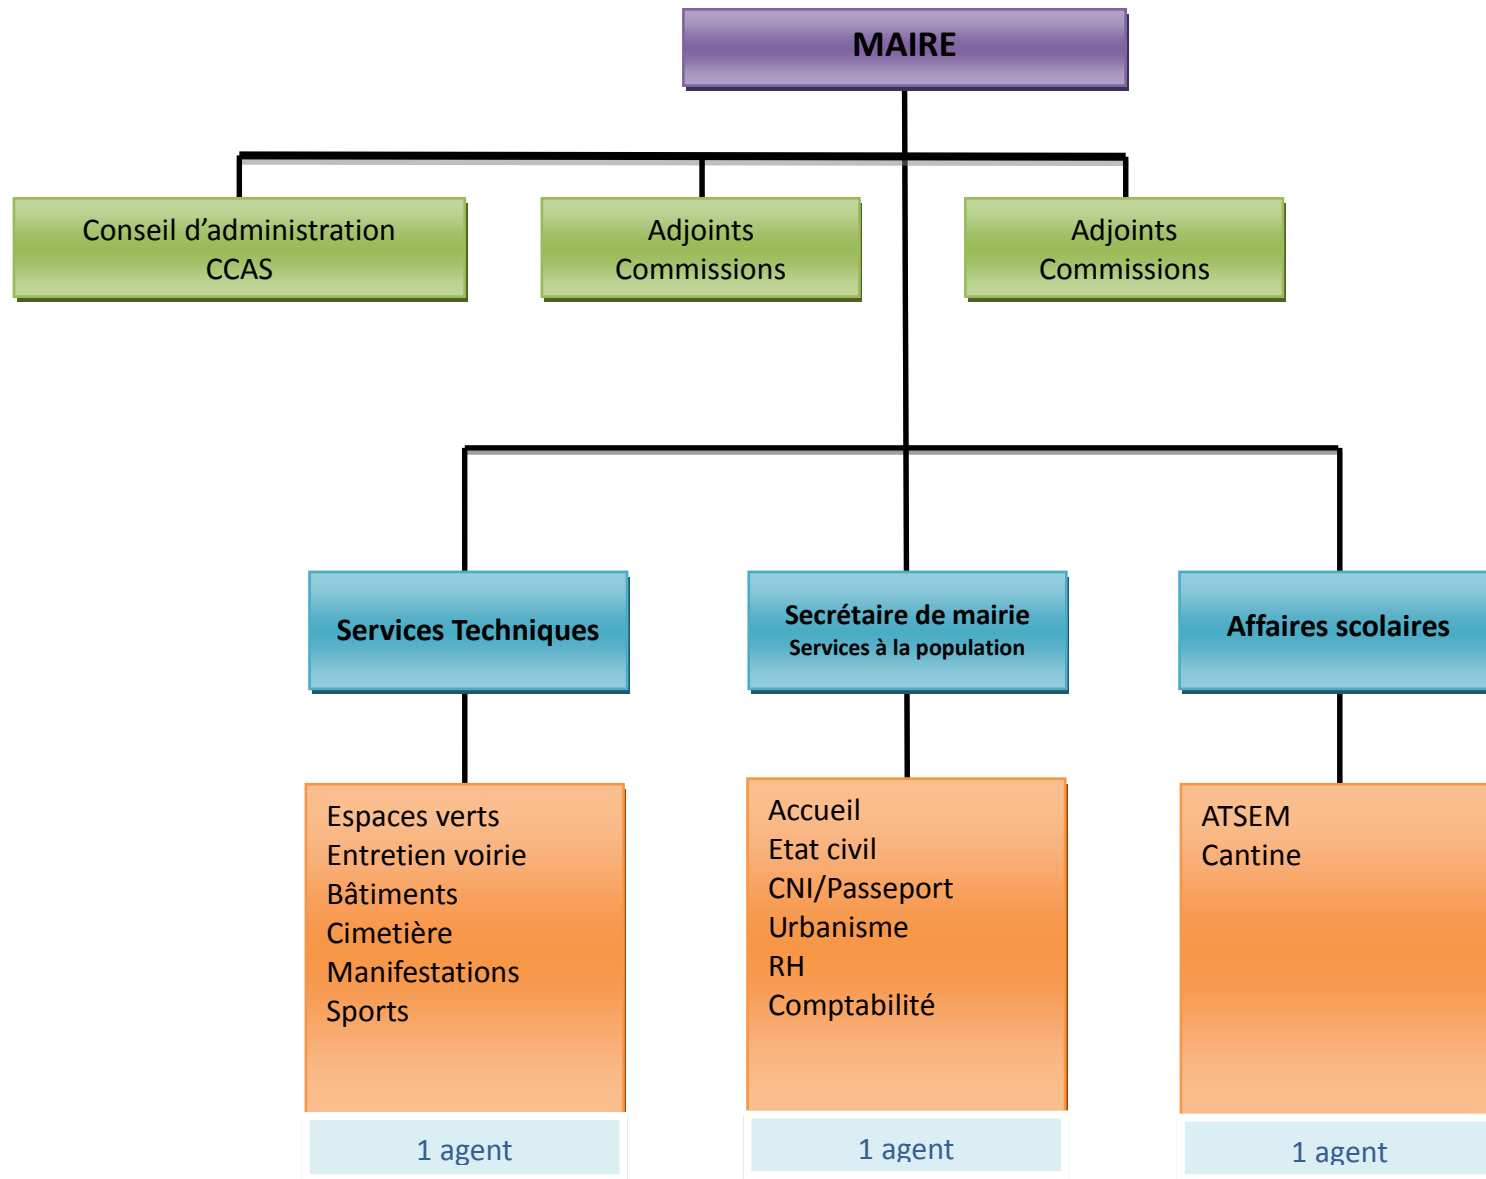 MAIRE
Conseil d’administration
CCAS
Adjoints
Commissions
Adjoints
Commissions
Services Techniques
Secrétaire de mairie
Services à la population
Affaires scolaires
Espaces verts
Entretien voirie
Bâtiments
Cimetière
Manifestations
Sports
Accueil
Etat civil
CNI/Passeport
Urbanisme
RH
Comptabilité
ATSEM
Cantine
1 agent
1 agent
1 agent